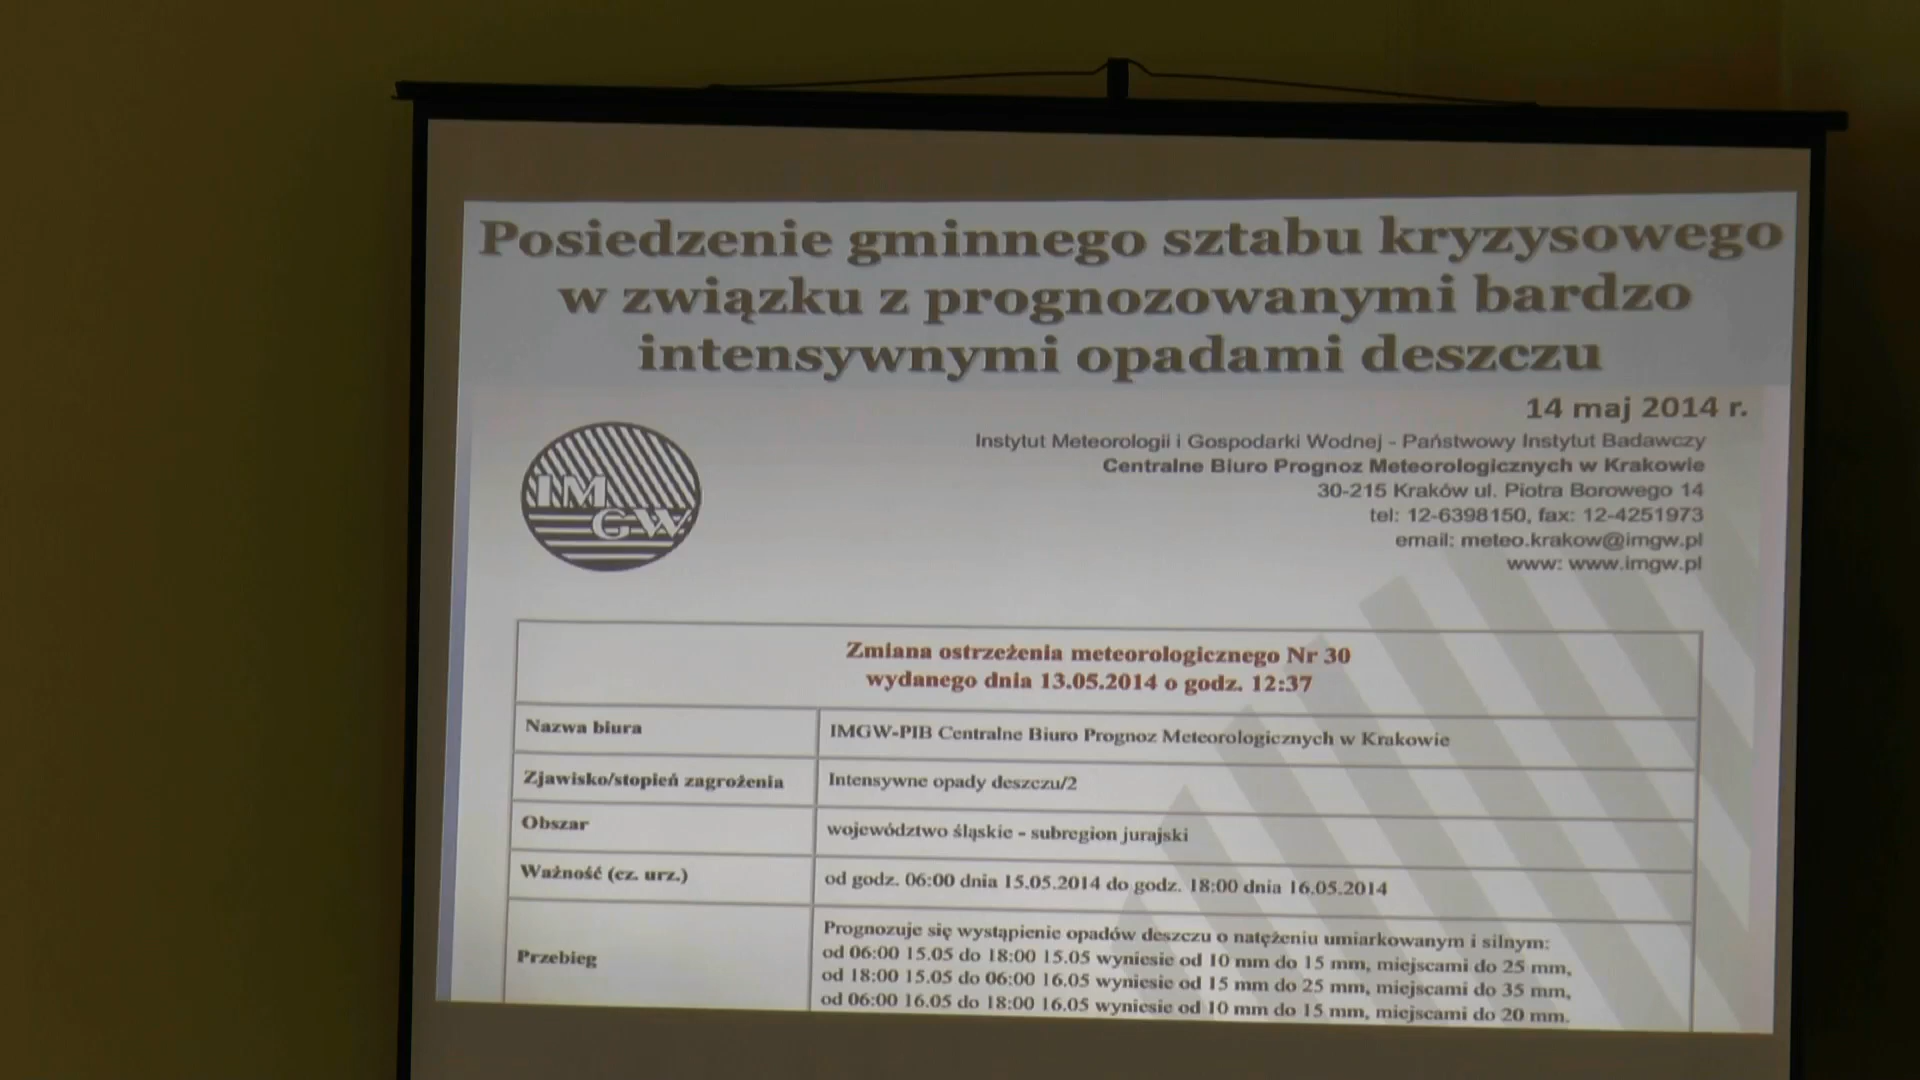 Posiedzenie gminnego sztabu kryzysowego
w związku z prognozowanymi bardzo
intensywnymi opadami deszczu
14 maj 2014 r.
IM
GW
Instytut Meteorologii i Gospodarki Wodnej - Państwowy Instytut Badawczy
Centralne Biuro Prognoz Meteorologicznych w Krakowie
30-215 Kraków ul. Piotra Borowego 14
tel: 12-6398150, fax: 12-4251973
email: meteo.krakow@imgw.pl
www: www.imgw.pl
Zmiana ostrzeżenia meteorologicznego Nr 30
wydanego dnia 13.05.2014 o godz. 12:37
Nazwa biura
IMGW-PIB Centralne Biuro Prognoz Meteorologicznych w Krakowie
Zjawisko/stopień zagrożenia
Intensywne opady deszczu/2
Obszar
województwo śląskie - subregion jurajski
Ważność (cz. urz.)
od godz. 06:00 dnia 15.05.2014 do godz. 18:00 dnia 16.05.2014
Przebieg
Prognozuje się wystąpienie opadów deszczu o natężeniu umiarkowanym i silnym:
od 06:00 15.05 do 18:00 15.05 wyniesie od 10 mm do 15 mm, miejscami do 25 mm,
od 18:00 15.05 do 06:00 16.05 wyniesie od 15 mm do 25 mm, miejscami do 35 mm,
od 06:00 16.05 do 18:00 16.05 wyniesie od 10 mm do 15 mm, miejscami do 20 mm.